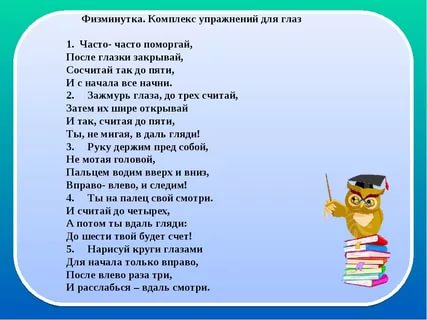 Физминутка. Комплекс упражнений для глаз
1. Часто- часто поморгай,
После глазки закрывай,
Сосчитай так до пяти,
И с начала все начни.
2. Зажмурь глаза, до трех считай,
Затем их шире открывай
И так, считая до пяти,
Ты, не мигая, в даль гляди!
3. Руку держим пред собой,
Не мотая головой,
Пальцем водим вверх и вниз,
Вправо- влево, и следим!
4. Ты на палец свой смотри.
И считай до четырех,
А потом ты вдаль гляди:
До шести твой будет счет!
5. Нарисуй круги глазами
Для начала только вправо,
После влево раза три,
И расслабься – вдаль смотри.